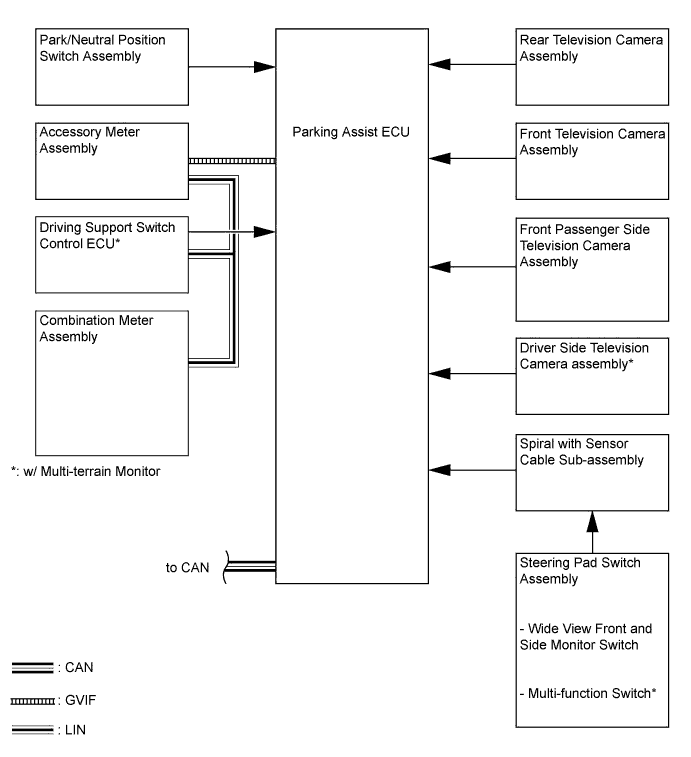 Park/Neutral Position
Switch Assembly
Accessory Meter
Assembly
Driving Support Switch
Control ECU*
Combination Meter
Assembly
*: w/ Multi-terrain Monitor
Parking Assist ECU
to CAN
Rear Television Camera
Assembly
Front Television Camera
Assembly
Front Passenger Side
Television Camera
Assembly
Driver Side Television
Camera assembly*
Spiral with Sensor
Cable Sub-assembly
Steering Pad Switch
Assembly
- Wide View Front and
Side Monitor Switch
- Multi-function Switch*
: CAN
: GVIF
: LIN